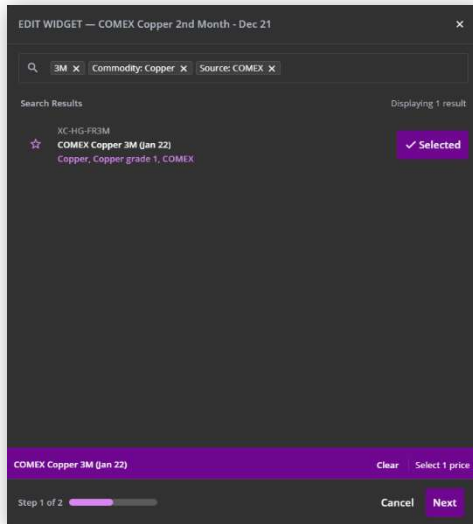 EDIT WIDGET — COMEX Copper 2nd Month - Dec 21
3M Commodity: Copper Source: COMEX
Search Results Displaying 1 result
XC-HG-FR3M
COMEX Copper 3M (Jan 22)
Selected
Copper, Copper grade 1, COMEX
COMEX Copper 3M (Jan 22) Clear Select 1 price
Step 1 of 2 Cancel Next